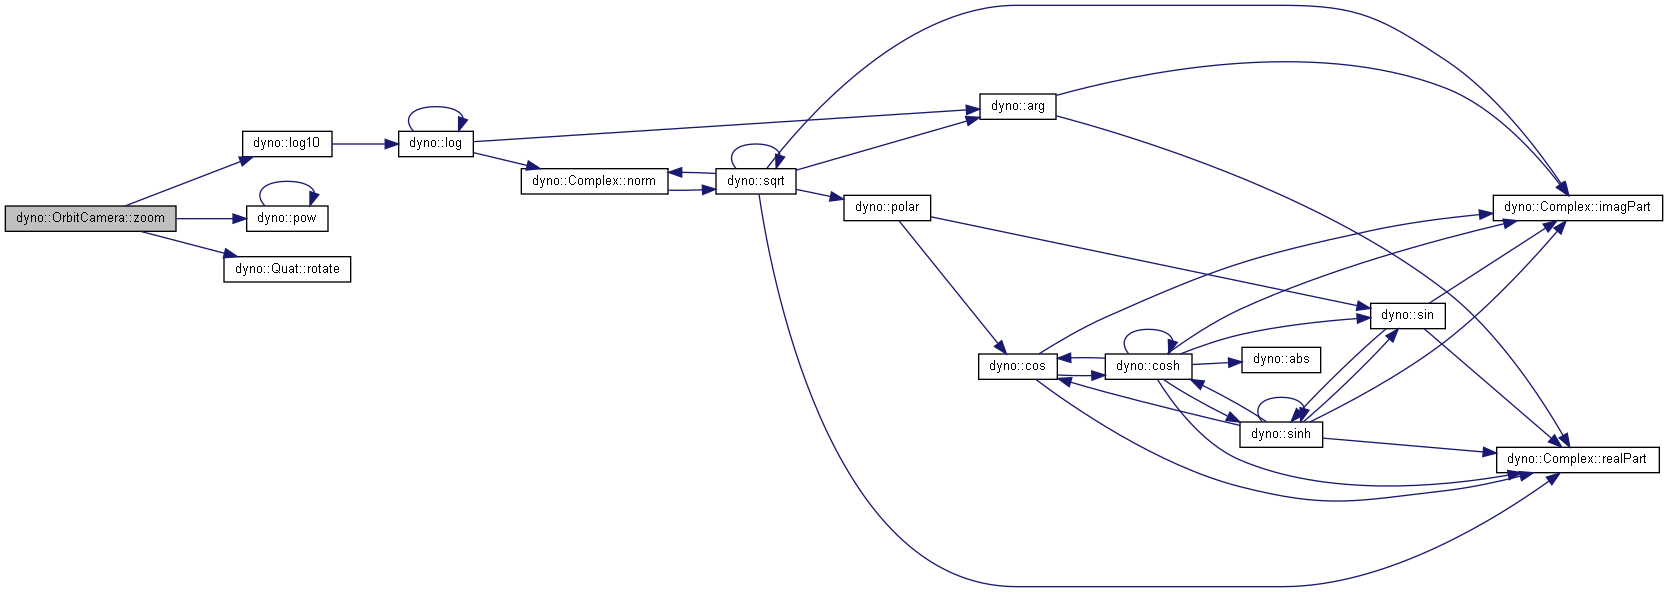 dyno::OrbitCamera::zoom
dyno::log10
dyno::pow
dyno::Quat::rotate
dyno::log
dyno::Complex::norm
dyno::sqrt
dyno::polar
dyno::arg
dyno::cos
dyno::cosh
dyno::abs
dyno::sinh
dyno::sin
dyno::Complex::imagPart
dyno::Complex::realPart